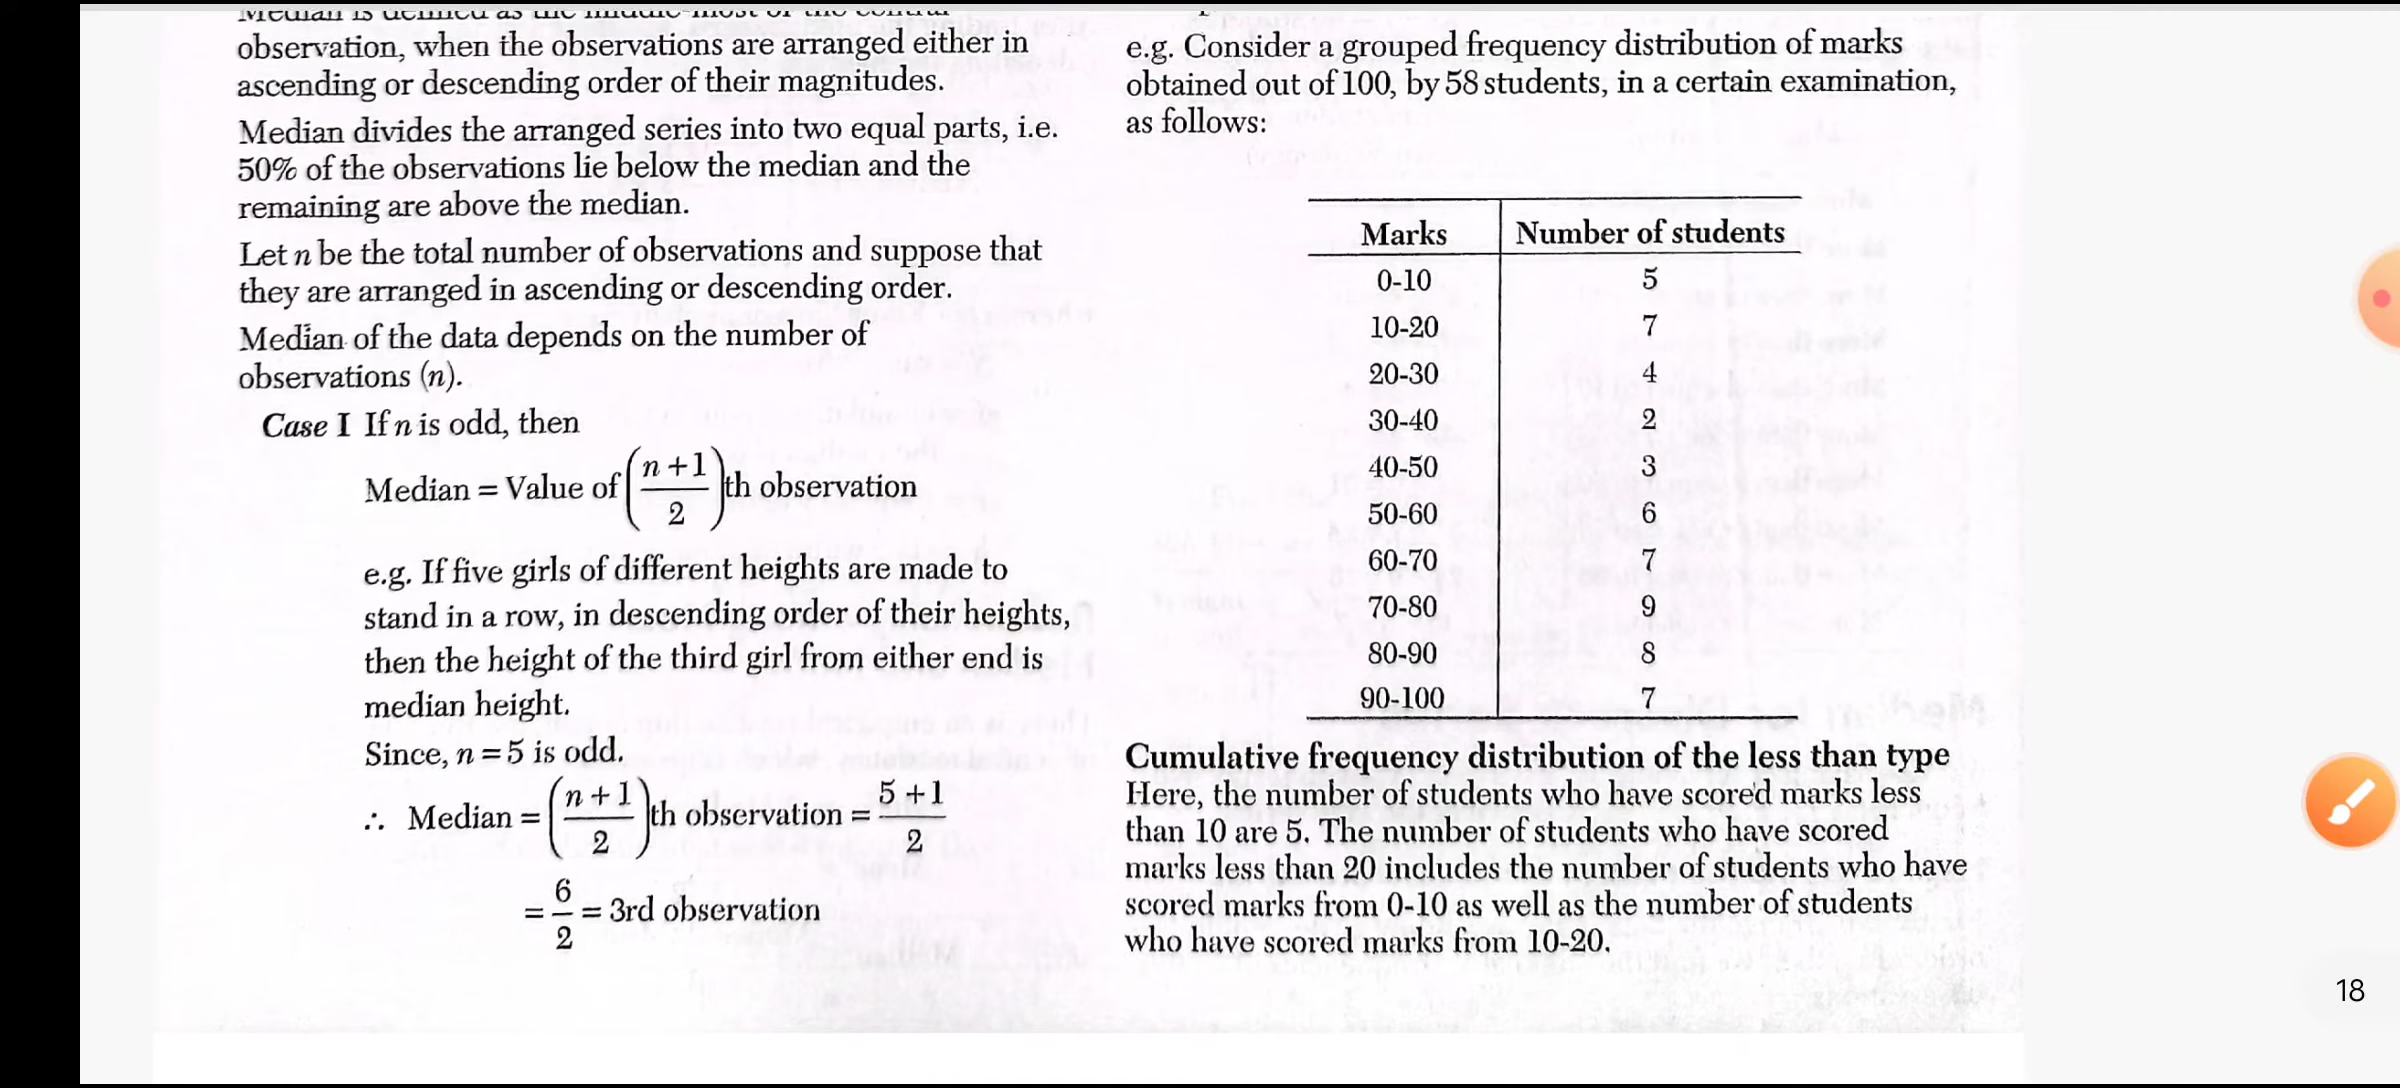 Median is defined as the middle-most or the central
observation, when the observations are arranged either in
ascending or descending order of their magnitudes.
Median divides the arranged series into two equal parts, i.e.
50% of the observations lie below the median and the
remaining are above the median.
Let n be the total number of observations and suppose that
they are arranged in ascending or descending order.
Median of the data depends on the number of
observations (n).
Case I If n is odd, then
Median = Value of ((n + 1)/2)th observation
e.g. If five girls of different heights are made to
stand in a row, in descending order of their heights,
then the height of the third girl from either end is
median height.
Since, n = 5 is odd.
∴ Median = ((n + 1)/2)th observation = (5 + 1)/2
= 6/2 = 3rd observation
e.g. Consider a grouped frequency distribution of marks
obtained out of 100, by 58 students, in a certain examination,
as follows:
Marks Number of students
0-10 5
10-20 7
20-30 4
30-40 2
40-50 3
50-60 6
60-70 7
70-80 9
80-90 8
90-100 7
Cumulative frequency distribution of the less than type
Here, the number of students who have scored marks less
than 10 are 5. The number of students who have scored
marks less than 20 includes the number of students who have
scored marks from 0-10 as well as the number of students
who have scored marks from 10-20.
18